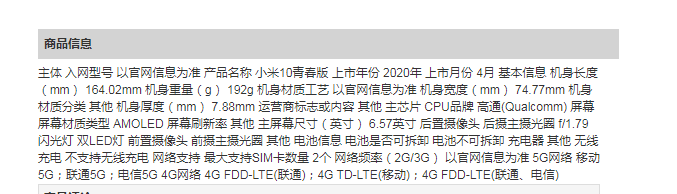 商品信息
主体 入网型号 以官网信息为准 产品名称 小米10青春版 上市年份 2020年 上市月份 4月 基本信息 机身长度
（mm） 164.02mm 机身重量（g） 192g 机身材质工艺 以官网信息为准 机身宽度（mm） 74.77mm 机身
材质分类 其他 机身厚度（mm） 7.88mm 运营商标志或内容 其他 主芯片 CPU品牌 高通(Qualcomm) 屏幕
屏幕材质类型 AMOLED 屏幕刷新率 其他 主屏幕尺寸（英寸） 6.57英寸 后置摄像头 后摄主摄光圈 f/1.79
闪光灯 双LED灯 前置摄像头 前摄主摄光圈 其他 电池信息 电池是否可拆卸 电池不可拆卸 充电器 其他 无线
充电 不支持无线充电 网络支持 最大支持SIM卡数量 2个 网络频率（2G/3G） 以官网信息为准 5G网络 移动
5G；联通5G；电信5G 4G网络 4G FDD-LTE(联通)；4G TD-LTE(移动)；4G FDD-LTE(联通、电信)